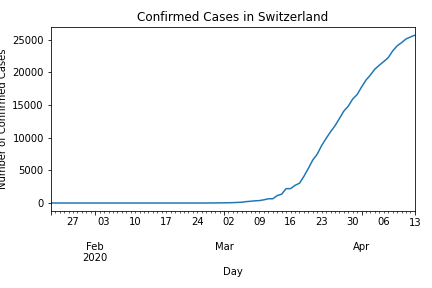 Confirmed Cases in Switzerland
Number of Confirmed Cases
25000
20000
15000
10000
5000
0
27 03 10 17 24 02 09 16 23 30 06 13
Feb Mar Apr
2020
Day